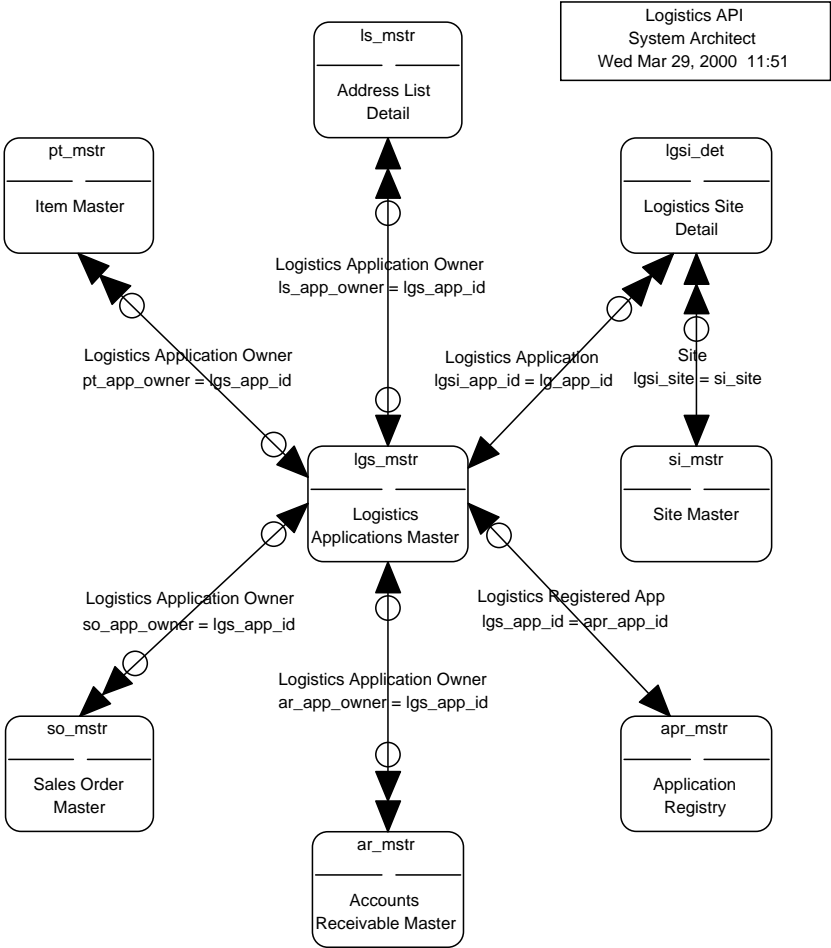 Logistics API
System Architect
Wed Mar 29, 2000  11:51
ls_mstr
Address List
Detail
pt_mstr
Item Master
lgsi_det
Logistics Site
Detail
Logistics Application Owner
ls_app_owner = lgs_app_id
Logistics Application Owner
pt_app_owner = lgs_app_id
Logistics Application
lgsi_app_id = lg_app_id
Site
lgsi_site = si_site
lgs_mstr
Logistics
Applications Master
si_mstr
Site Master
Logistics Application Owner
so_app_owner = lgs_app_id
Logistics Registered App
lgs_app_id = apr_app_id
Logistics Application Owner
ar_app_owner = lgs_app_id
so_mstr
Sales Order
Master
apr_mstr
Application
Registry
ar_mstr
Accounts
Receivable Master